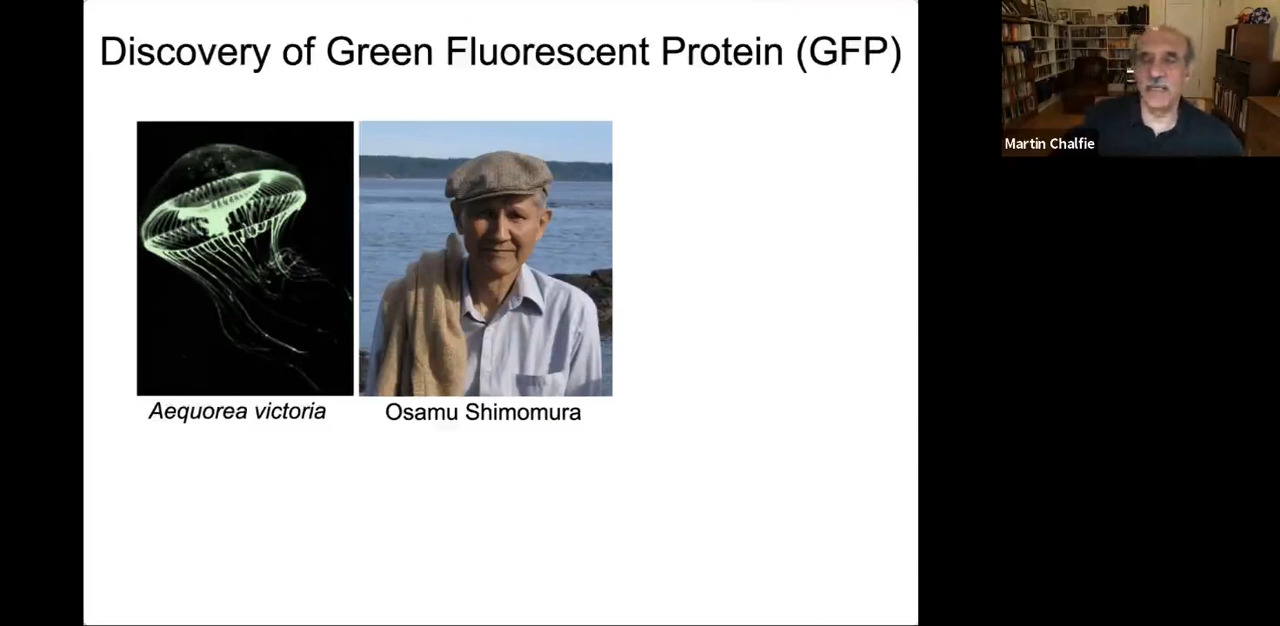 Discovery of Green Fluorescent Protein (GFP)
Martin Chalfie
Aequorea victoria
Osamu Shimomura